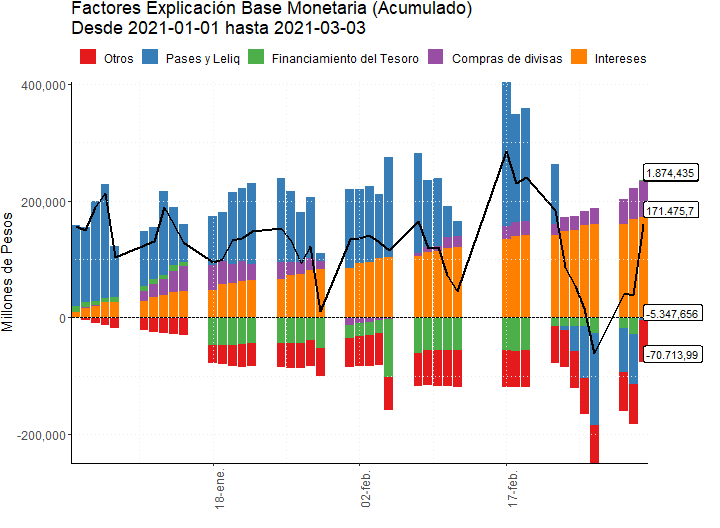 Factores Explicación Base Monetaria (Acumulado)
Desde 2021-01-01 hasta 2021-03-03
Otros Pases y Leliq Financiamiento del Tesoro Compras de divisas Intereses
Millones de Pesos
400,000
200,000
0
-200,000
1.874,435
171.475,7
-5.347,656
-70.713,99
18-ene.
02-feb.
17-feb.